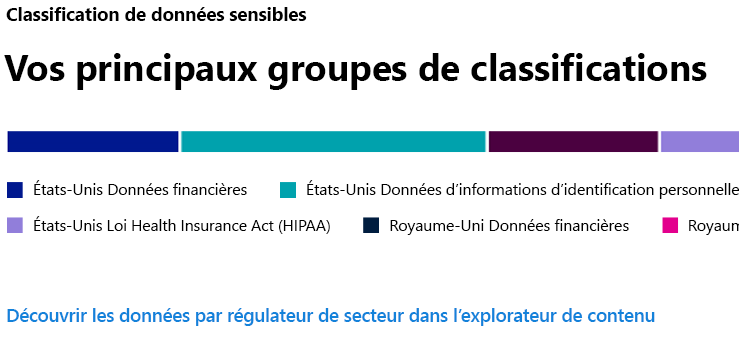 Classification de données sensibles
Vos principaux groupes de classifications
États-Unis Données financières
États-Unis Données d’informations d’identification personnelle
États-Unis Loi Health Insurance Act (HIPAA)
Royaume-Uni Données financières
Découvrir les données par régulateur de secteur dans l’explorateur de contenu